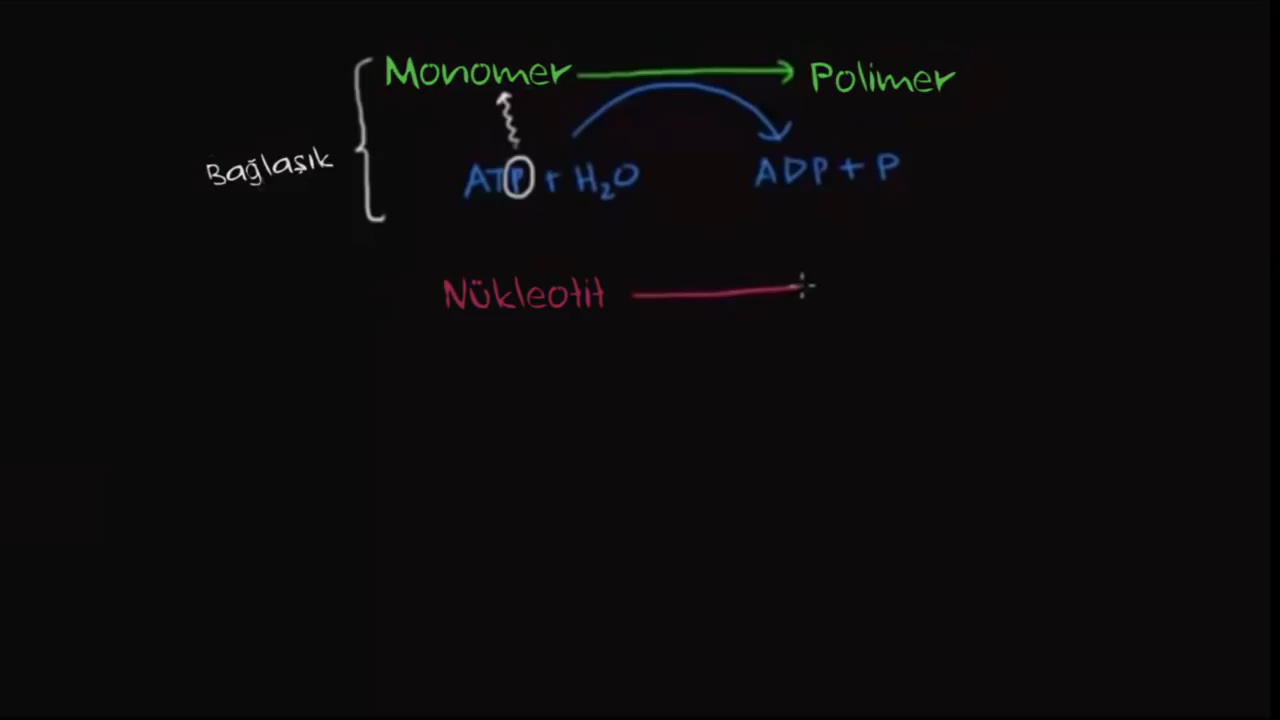 Monomer → Polimer
Bağlaşık
ATP + H₂O ADP + P
Nükleotit